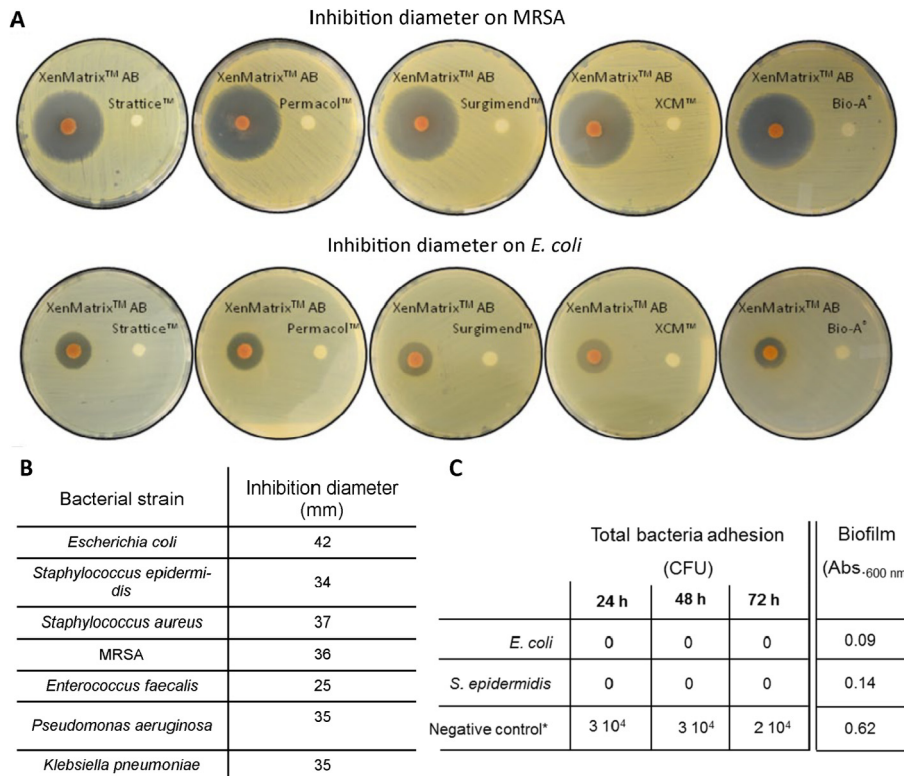 A
Inhibition diameter on MRSA
XenMatrix™ AB
Strattice™
XenMatrix™ AB
Permacol™
XenMatrix™ AB
Surgimend™
XenMatrix™ AB
XCM™
XenMatrix™ AB
Bio-A®
Inhibition diameter on E. coli
XenMatrix™ AB
Strattice™
XenMatrix™ AB
Permacol™
XenMatrix™ AB
Surgimend™
XenMatrix™ AB
XCM™
XenMatrix™ AB
Bio-A®
B
Bacterial strain Inhibition diameter
(mm)
Escherichia coli 42
Staphylococcus epidermi-
dis 34
Staphylococcus aureus 37
MRSA 36
Enterococcus faecalis 25
Pseudomonas aeruginosa 35
Klebsiella pneumoniae 35
C
Total bacteria adhesion Biofilm
(CFU) (Abs.-600 nm
24 h 48 h 72 h
E. coli 0 0 0 0.09
S. epidermidis 0 0 0 0.14
Negative control* 3 10⁴ 3 10⁴ 2 10⁴ 0.62